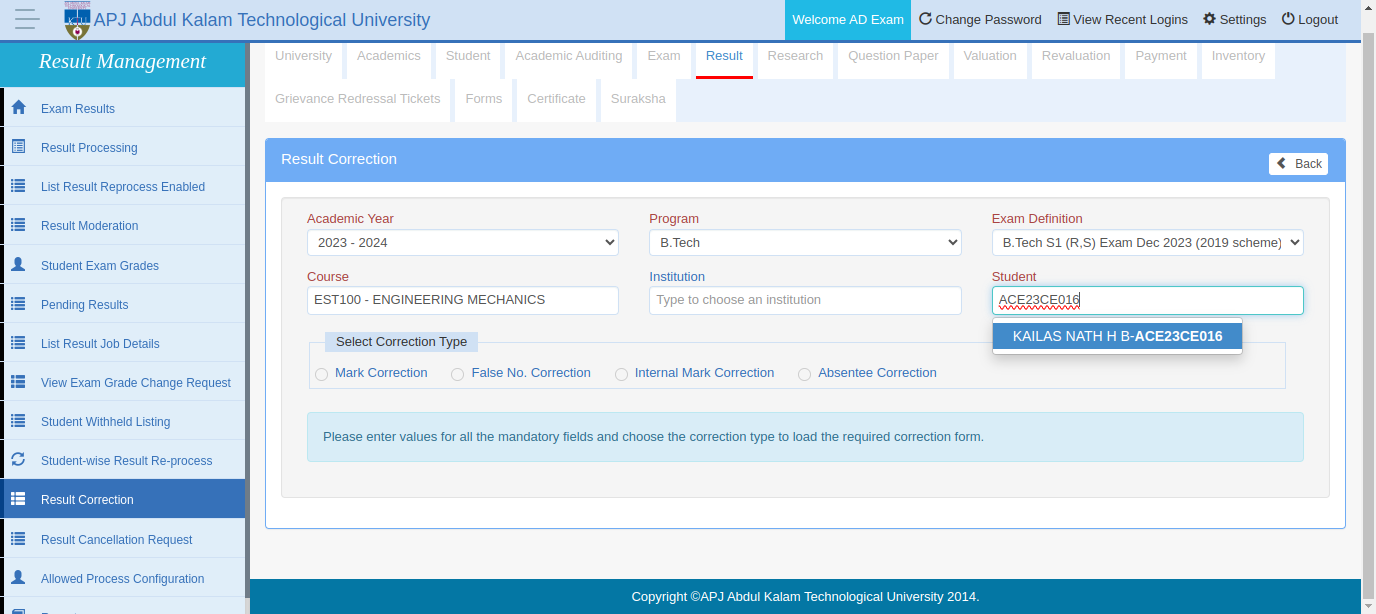 APJ Abdul Kalam Technological University
Welcome AD Exam Change Password View Recent Logins Settings Logout
Result Management
Exam Results
Result Processing
List Result Reprocess Enabled
Result Moderation
Student Exam Grades
Pending Results
List Result Job Details
View Exam Grade Change Request
Student Withheld Listing
Student-wise Result Re-process
Result Correction
Result Cancellation Request
Allowed Process Configuration
University Academics Student Academic Auditing Exam Result Research Question Paper Valuation Revaluation Payment Inventory
Grievance Redressal Tickets Forms Certificate Suraksha
Result Correction
Back
Academic Year Program Exam Definition
2023 - 2024 B.Tech B.Tech S1 (R,S) Exam Dec 2023 (2019 scheme)
Course Institution Student
EST100 - ENGINEERING MECHANICS Type to choose an institution ACE23CE016
KAILAS NATH H B-ACE23CE016
Select Correction Type
Mark Correction False No. Correction Internal Mark Correction Absentee Correction
Please enter values for all the mandatory fields and choose the correction type to load the required correction form.
Copyright ©APJ Abdul Kalam Technological University 2014.